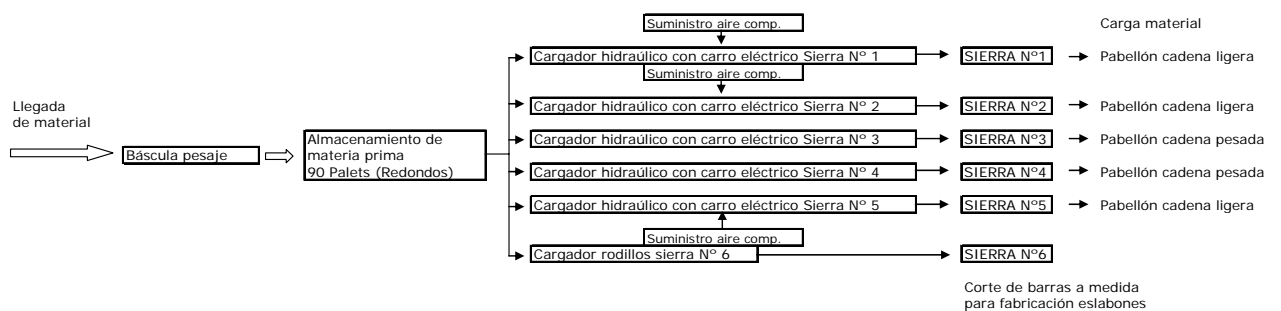 Suministro aire comp.
Carga material
Cargador hidraúlico con carro eléctrico Sierra Nº 1
SIERRA Nº1
Pabellón cadena ligera
Suministro aire comp.
Llegada
de material
Cargador hidraúlico con carro eléctrico Sierra Nº 2
SIERRA Nº2
Pabellón cadena ligera
Báscula pesaje
Almacenamiento de
materia prima
90 Palets (Redondos)
Cargador hidraúlico con carro eléctrico Sierra Nº 3
SIERRA Nº3
Pabellón cadena pesada
Cargador hidraúlico con carro eléctrico Sierra Nº 4
SIERRA Nº4
Pabellón cadena pesada
Cargador hidraúlico con carro eléctrico Sierra Nº 5
SIERRA Nº5
Pabellón cadena ligera
Suministro aire comp.
Cargador rodillos sierra Nº 6
SIERRA Nº6
Corte de barras a medida
para fabricación eslabones